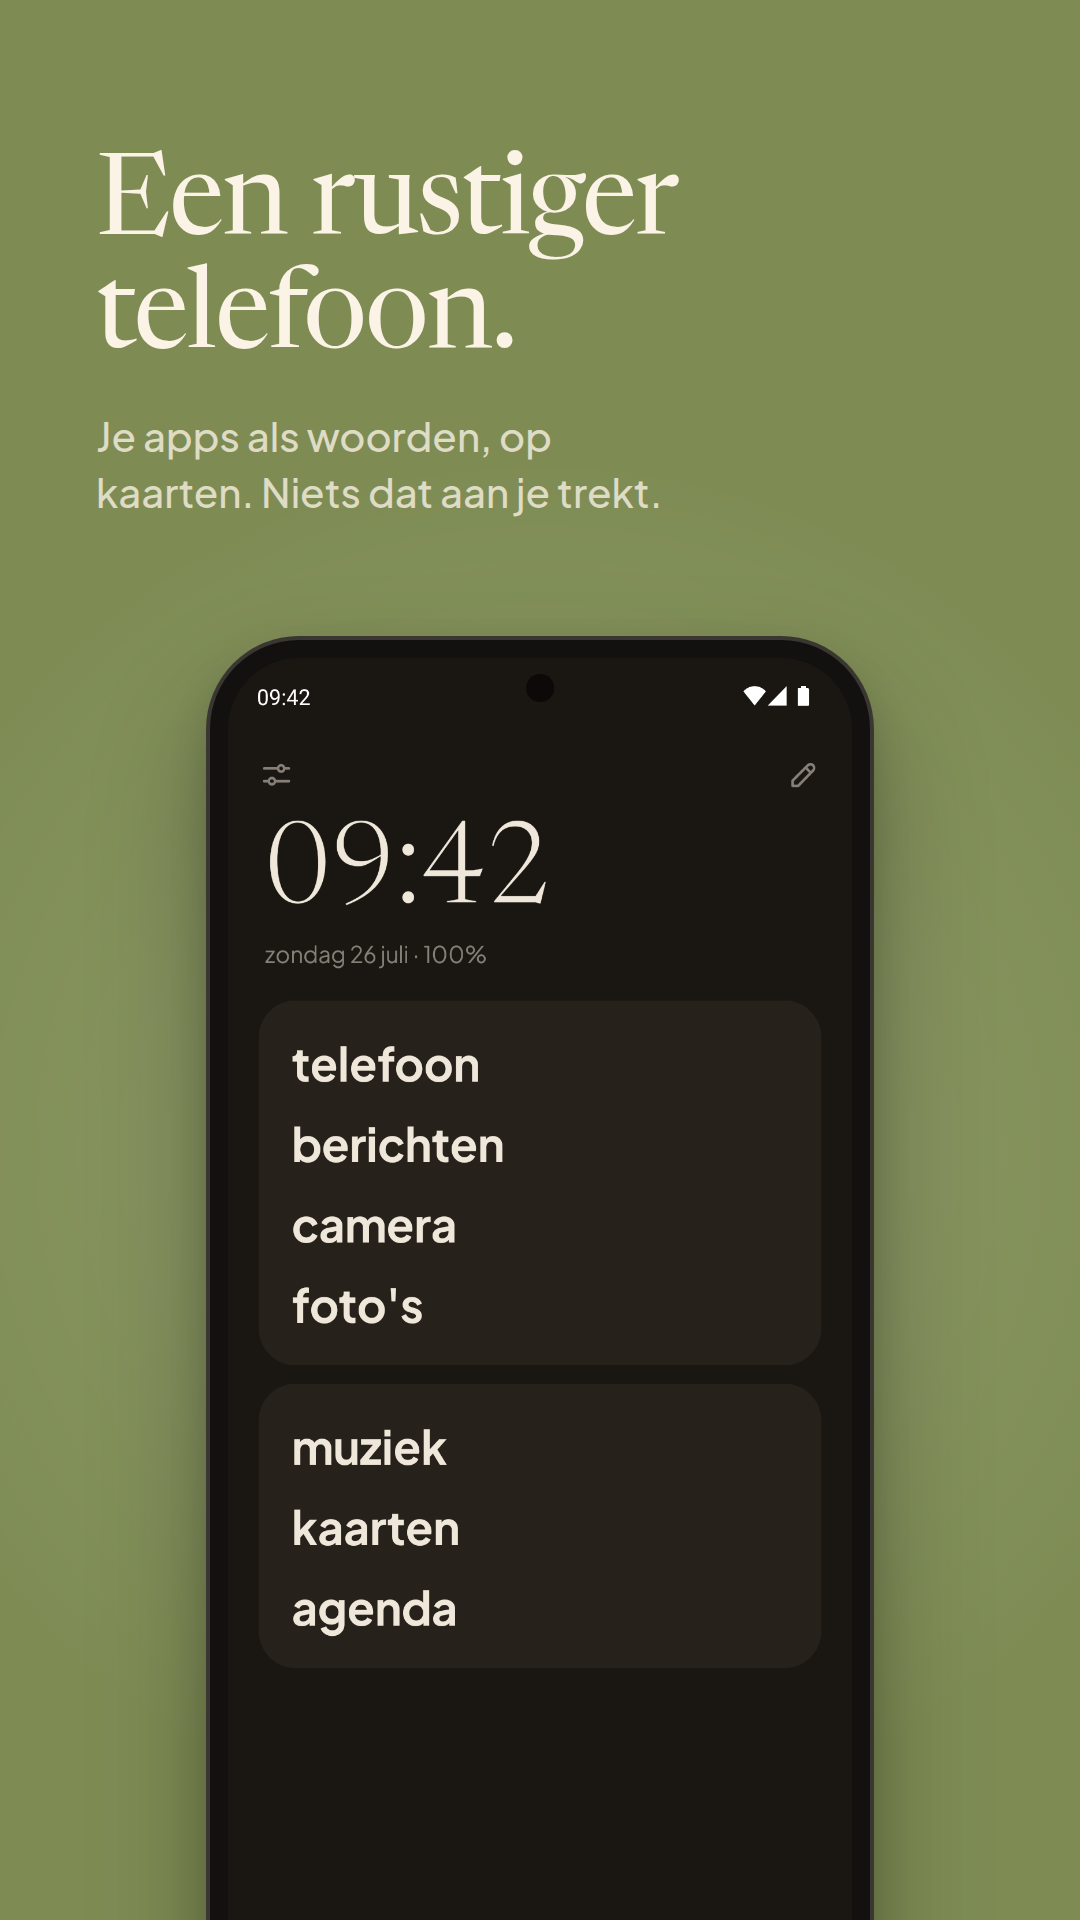 Een rustiger
telefoon.
Je apps als woorden, op
kaarten. Niets dat aan je trekt.
09:42
09:42
zondag 26 juli · 100%
telefoon
berichten
camera
foto's
muziek
kaarten
agenda